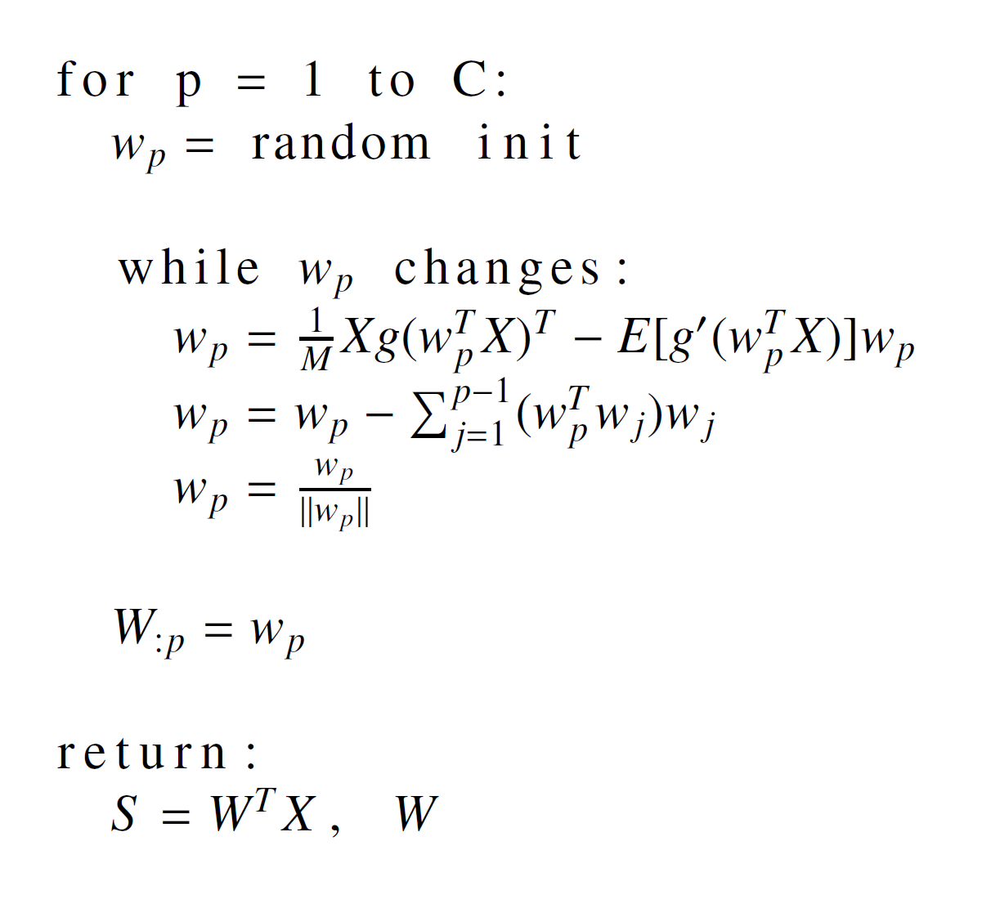 for p = 1 to C:
w_p = random init
while w_p changes:
w_p = \frac{1}{M} X g(w_p^T X)^T − E[g′(w_p^T X)]w_p
w_p = w_p − \sum_{j=1}^{p−1} (w_p^T w_j)w_j
w_p = \frac{w_p}{||w_p||}
W_{:p} = w_p
return:
S = W^T X, W